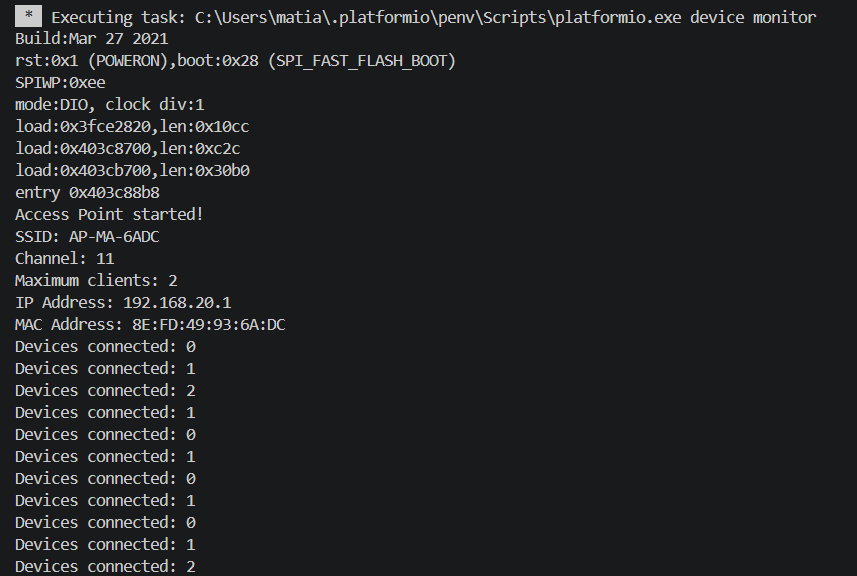 * Executing task: C:\Users\matia\.platformio\penv\Scripts\platformio.exe device monitor
Build:Mar 27 2021
rst:0x1 (POWERON),boot:0x28 (SPI_FAST_FLASH_BOOT)
SPIWP:0xee
mode:DIO, clock div:1
load:0x3fce2820,len:0x10cc
load:0x403c8700,len:0xc2c
load:0x403cb700,len:0x30b0
entry 0x403c88b8
Access Point started!
SSID: AP-MA-6ADC
Channel: 11
Maximum clients: 2
IP Address: 192.168.20.1
MAC Address: 8E:FD:49:93:6A:DC
Devices connected: 0
Devices connected: 1
Devices connected: 2
Devices connected: 1
Devices connected: 0
Devices connected: 1
Devices connected: 0
Devices connected: 1
Devices connected: 0
Devices connected: 1
Devices connected: 2